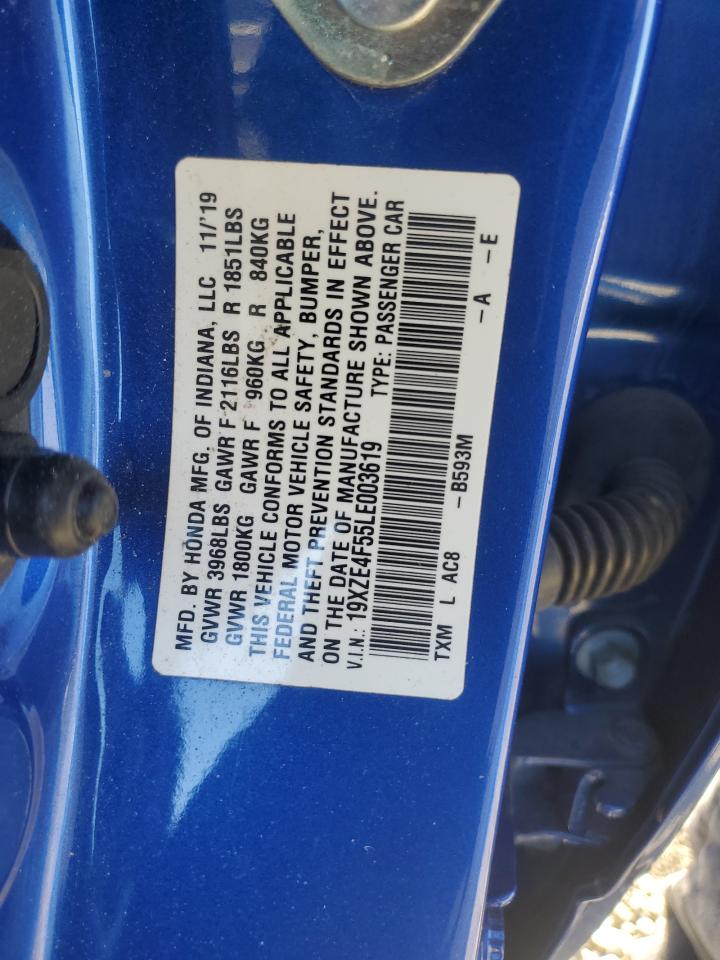 MFD. BY HONDA MFG. OF INDIANA, LLC 11/'19
GVWR 3968LBS GAWR F 2116LBS R 1851LBS
GVWR 1800KG GAWR F 960KG R 840KG
THIS VEHICLE CONFORMS TO ALL APPLICABLE
FEDERAL MOTOR VEHICLE SAFETY, BUMPER,
AND THEFT PREVENTION STANDARDS IN EFFECT
ON THE DATE OF MANUFACTURE SHOWN ABOVE.
V.I.N.: 19XZE4F55LE003619 TYPE: PASSENGER CAR
TXM L AC8 -B593M -A -E